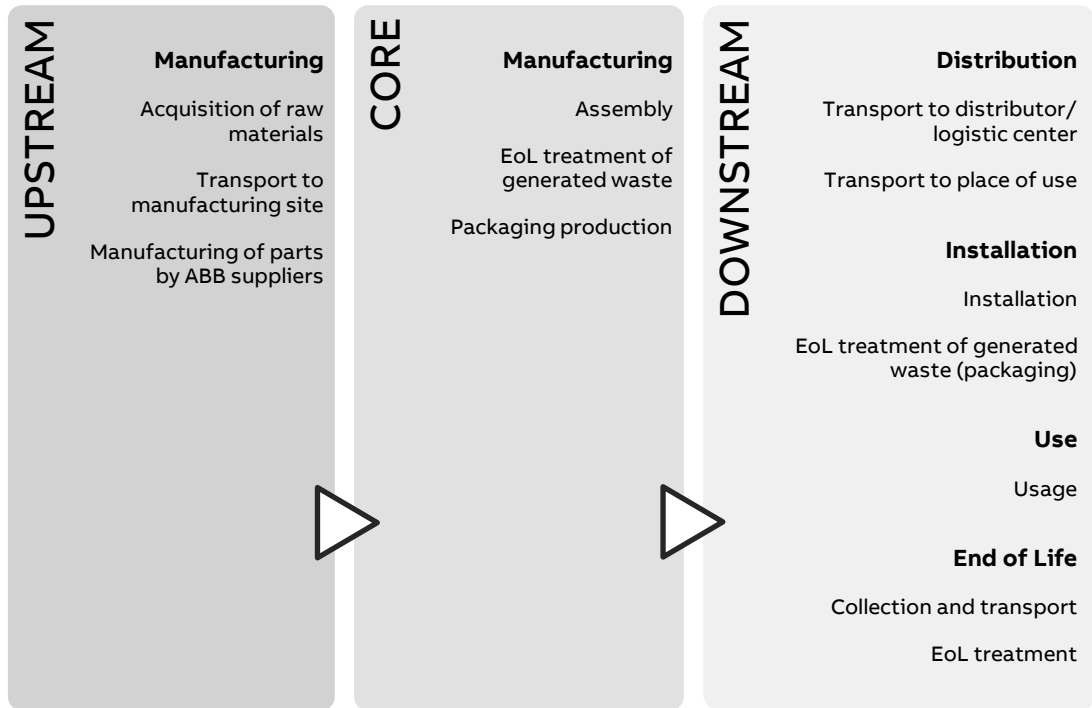 UPSTREAM
Manufacturing
Acquisition of raw
materials
Transport to
manufacturing site
Manufacturing of parts
by ABB suppliers
CORE
Manufacturing
Assembly
EoL treatment of
generated waste
Packaging production
DOWNSTREAM
Distribution
Transport to distributor/
logistic center
Transport to place of use
Installation
Installation
EoL treatment of generated
waste (packaging)
Use
Usage
End of Life
Collection and transport
EoL treatment